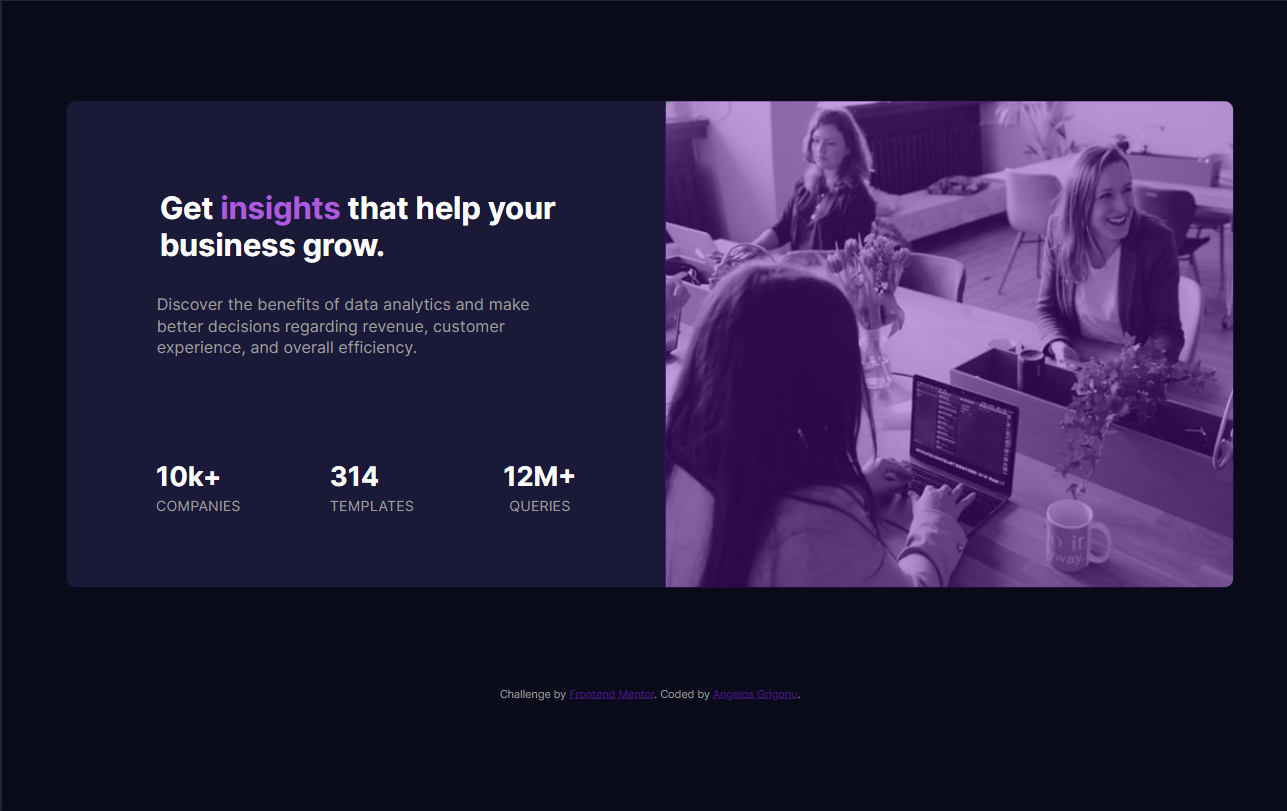 Get insights that help your
business grow.
Discover the benefits of data analytics and make
better decisions regarding revenue, customer
experience, and overall efficiency.
10k+ 314 12M+
COMPANIES TEMPLATES QUERIES
o it
way.
Challenge by Frontend Mentor. Coded by Angelos Grigoriu.